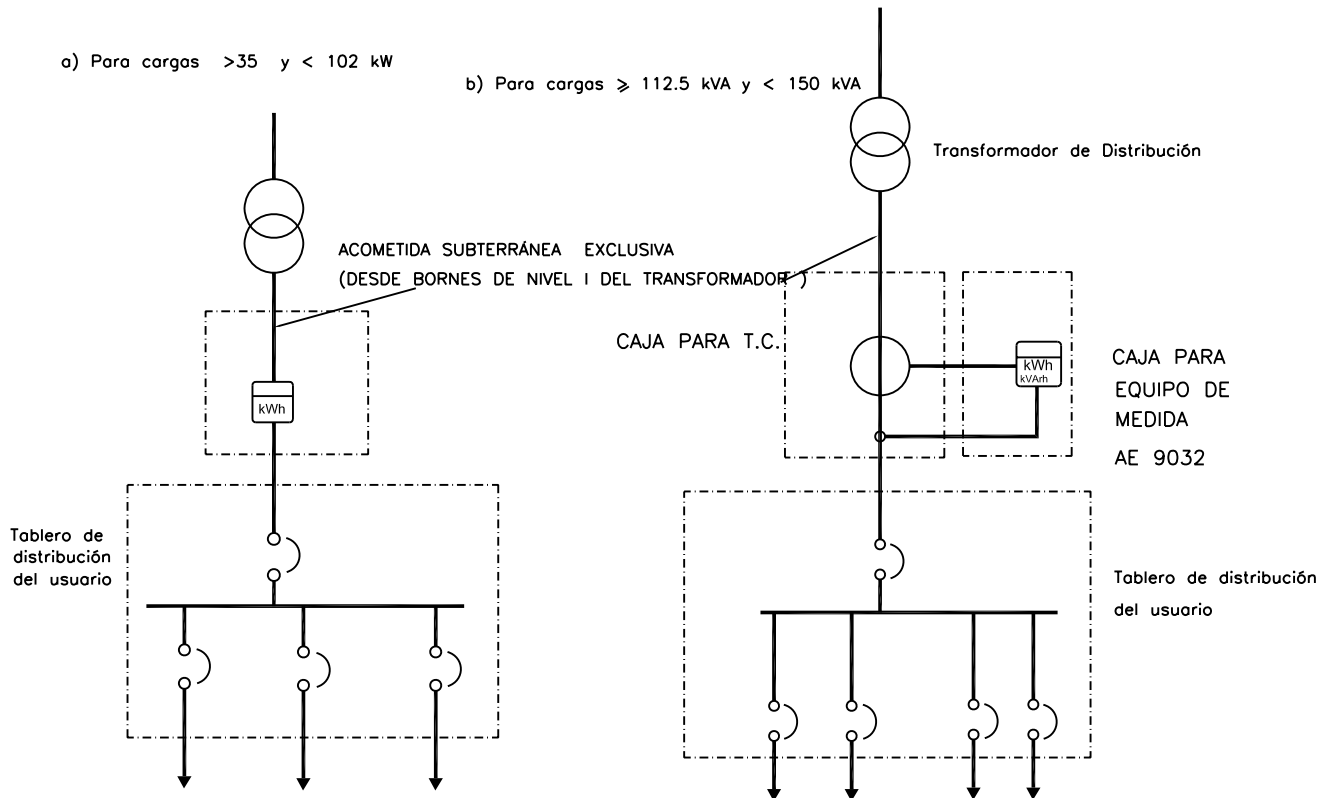 a) Para cargas >35 y < 102 kW
b) Para cargas ⩾ 112.5 kVA y < 150 kVA
Transformador de Distribución
ACOMETIDA SUBTERRÁNEA EXCLUSIVA
(DESDE BORNES DE NIVEL I DEL TRANSFORMADOR )
CAJA PARA T.C.
kWh
kWh
kVArh
CAJA PARA
EQUIPO DE
MEDIDA
AE 9032
Tablero de
distribución
del usuario
Tablero de distribución
del usuario